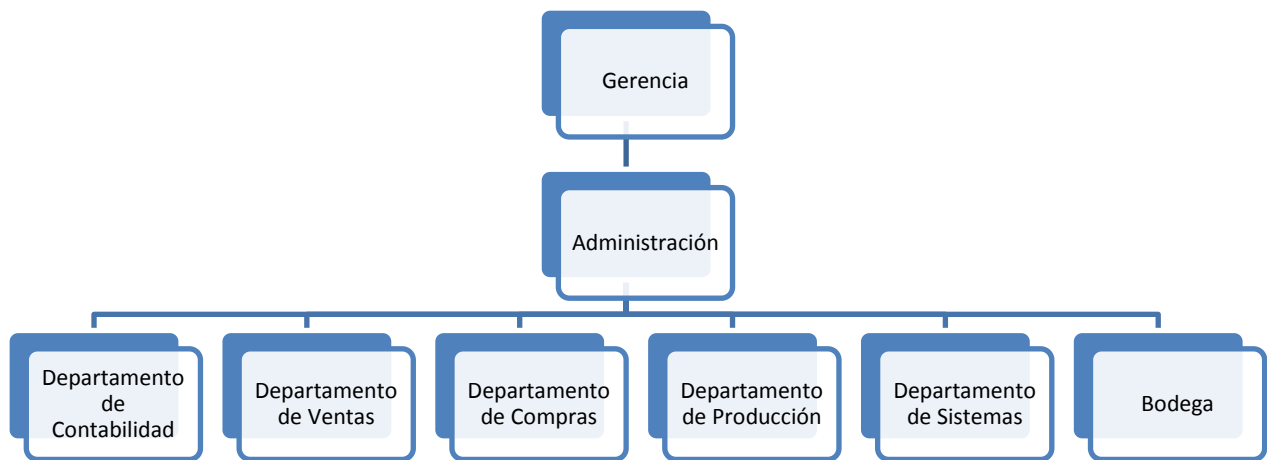 Gerencia
Administración
Departamento
de
Contabilidad
Departamento
de Ventas
Departamento
de Compras
Departamento
de Producción
Departamento
de Sistemas
Bodega